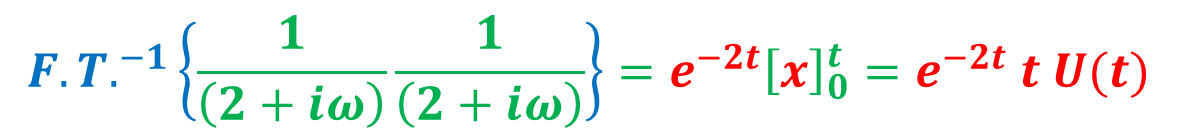 F.T.⁻¹ { 1/(2 + iω) 1/(2 + iω) } = e⁻²ᵗ[x]₀ᵗ = e⁻²ᵗ t U(t)